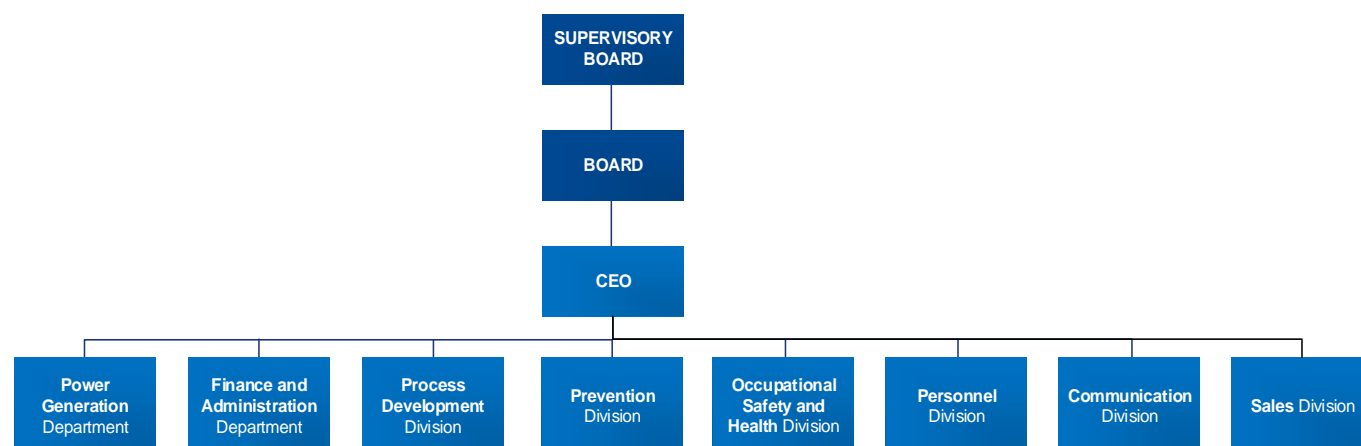 SUPERVISORY
BOARD
BOARD
CEO
Power
Generation
Department
Finance and
Administration
Department
Process
Development
Division
Prevention
Division
Occupational
Safety and
Health Division
Personnel
Division
Communication
Division
Sales Division